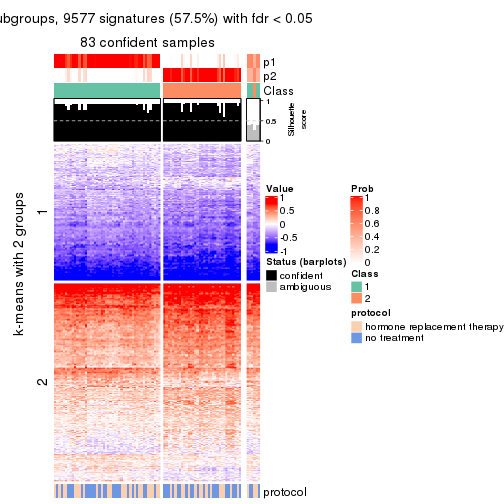 ubgroups, 9577 signatures (57.5%) with fdr < 0.05
83 confident samples
p1
p2
Class
1
0.5
0
Silhouette
score
k-means with 2 groups
1
2
protocol
Value
1
0.5
0
-0.5
-1
Status (barplots)
confident
ambiguous
Prob
1
0.8
0.6
0.4
0.2
0
Class
1
2
protocol
hormone replacement therapy
no treatment